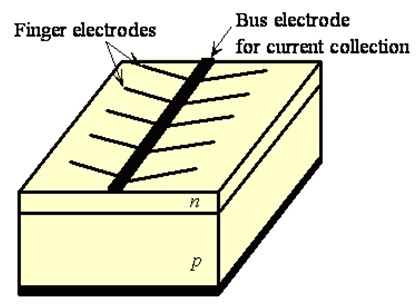 Finger electrodes
Bus electrode
for current collection
n
p